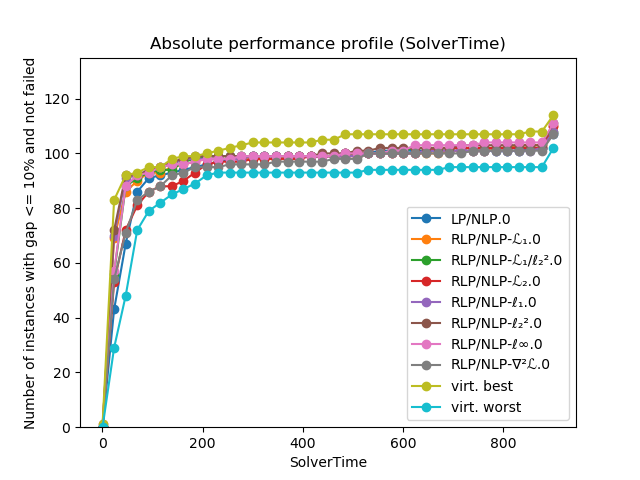 Absolute performance profile (SolverTime)
Number of instances with gap <= 10% and not failed
120
100
80
60
40
20
0
0 200 400 600 800
SolverTime
LP/NLP.0
RLP/NLP-ℒ₁.0
RLP/NLP-ℒ₁/ℓ₂².0
RLP/NLP-ℒ₂.0
RLP/NLP-ℓ₁.0
RLP/NLP-ℓ₂².0
RLP/NLP-ℓ∞.0
RLP/NLP-∇²ℒ.0
virt. best
virt. worst